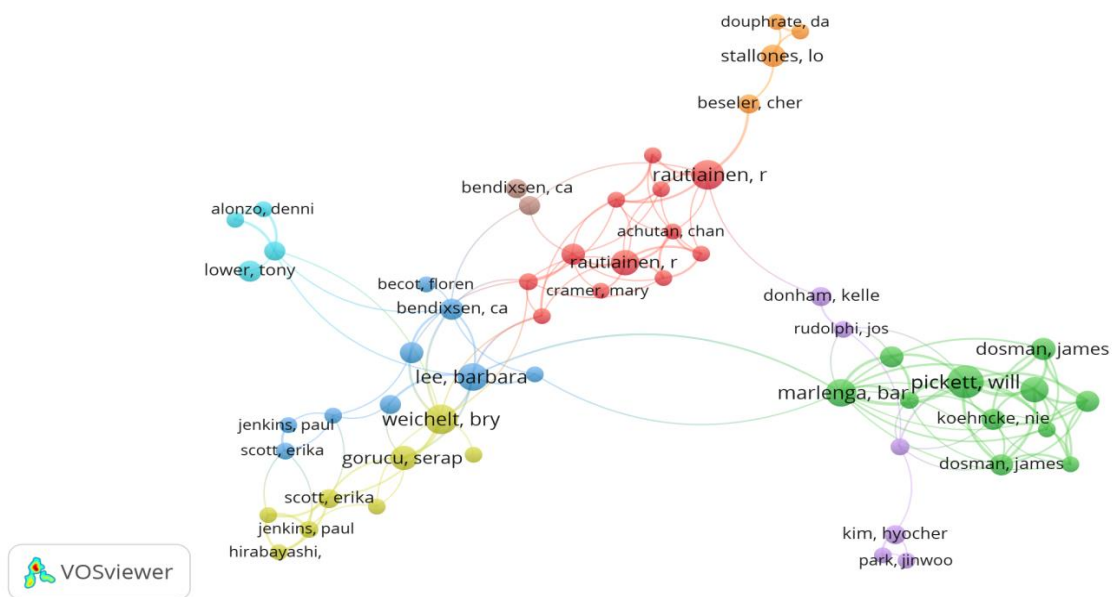 douphrate, da
stallones, lo
beseler, cher
rautiainen, r
bendixsen, ca
alonzo, denni
achutan, chan
lower, tony
rautiainen, r
becot, floren
cramer, mary
donham, kelle
bendixsen, ca
rudolphi, jos
dosman, james
lee, barbara
pickett, will
marlenga, bar
weichelt, bry
koehncke, nie
jenkins, paul
scott, erika
gorucu, serap
dosman, james
scott, erika
jenkins, paul
kim, hyocher
hirabayashi,
park, jinwoo
VOSviewer